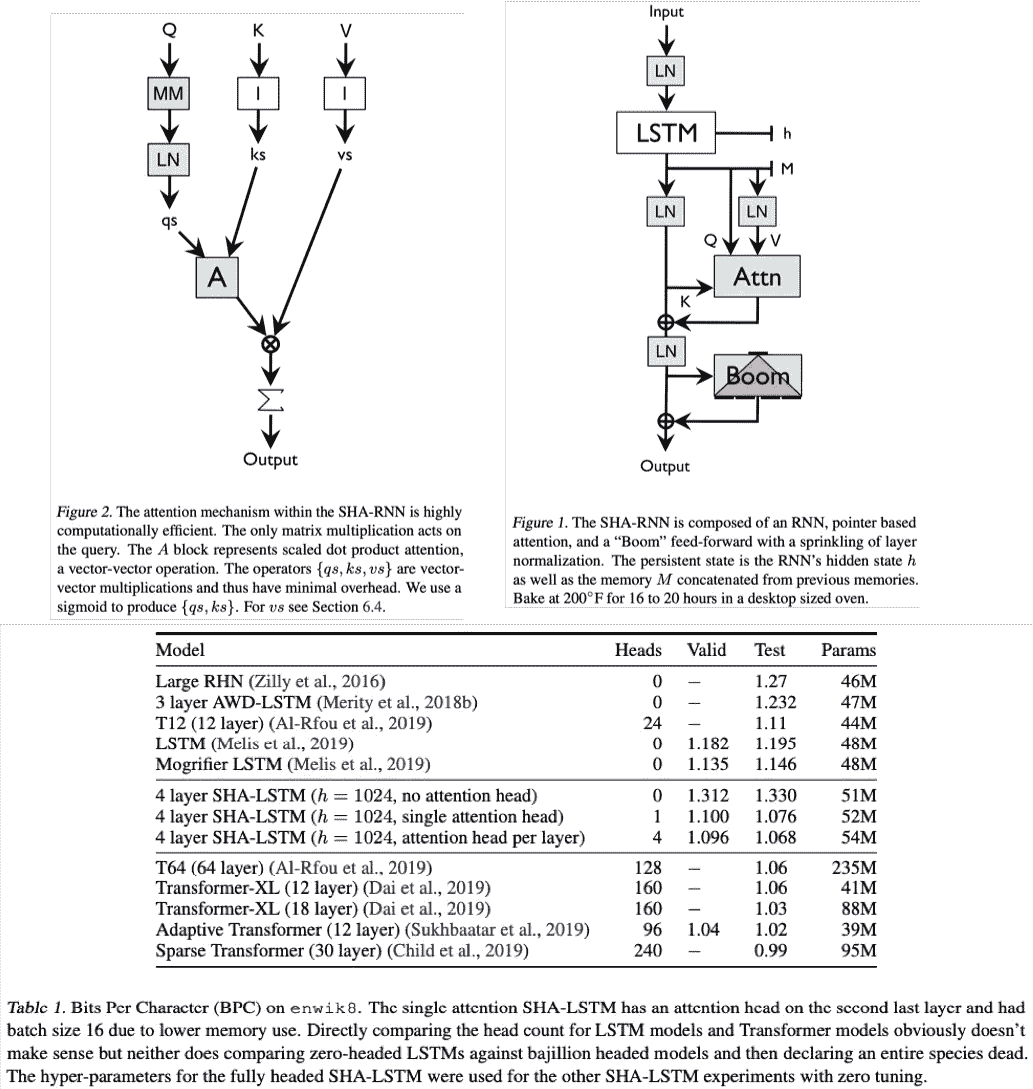 Q K V
MM I I
LN ks vs
qs
A
⊗
∑
Output
Figure 2. The attention mechanism within the SHA-RNN is highly
computationally efficient. The only matrix multiplication acts on
the query. The A block represents scaled dot product attention,
a vector-vector operation. The operators {qs, ks, vs} are vector-
vector multiplications and thus have minimal overhead. We use a
sigmoid to produce {qs, ks}. For vs see Section 6.4.
Input
LN
LSTM h
M
LN LN
Q V
Attn
K
⊕
LN
Boom
⊕
Output
Figure 1. The SHA-RNN is composed of an RNN, pointer based
attention, and a “Boom” feed-forward with a sprinkling of layer
normalization. The persistent state is the RNN’s hidden state h
as well as the memory M concatenated from previous memories.
Bake at 200°F for 16 to 20 hours in a desktop sized oven.
Model Heads Valid Test Params
Large RHN (Zilly et al., 2016) 0 – 1.27 46M
3 layer AWD-LSTM (Merity et al., 2018b) 0 – 1.232 47M
T12 (12 layer) (Al-Rfou et al., 2019) 24 – 1.11 44M
LSTM (Melis et al., 2019) 0 1.182 1.195 48M
Mogrifier LSTM (Melis et al., 2019) 0 1.135 1.146 48M
4 layer SHA-LSTM (h = 1024, no attention head) 0 1.312 1.330 51M
4 layer SHA-LSTM (h = 1024, single attention head) 1 1.100 1.076 52M
4 layer SHA-LSTM (h = 1024, attention head per layer) 4 1.096 1.068 54M
T64 (64 layer) (Al-Rfou et al., 2019) 128 – 1.06 235M
Transformer-XL (12 layer) (Dai et al., 2019) 160 – 1.06 41M
Transformer-XL (18 layer) (Dai et al., 2019) 160 – 1.03 88M
Adaptive Transformer (12 layer) (Sukhbaatar et al., 2019) 96 1.04 1.02 39M
Sparse Transformer (30 layer) (Child et al., 2019) 240 – 0.99 95M
Table 1. Bits Per Character (BPC) on enwik8. The single attention SHA-LSTM has an attention head on the second last layer and had
batch size 16 due to lower memory use. Directly comparing the head count for LSTM models and Transformer models obviously doesn’t
make sense but neither does comparing zero-headed LSTMs against bajillion headed models and then declaring an entire species dead.
The hyper-parameters for the fully headed SHA-LSTM were used for the other SHA-LSTM experiments with zero tuning.